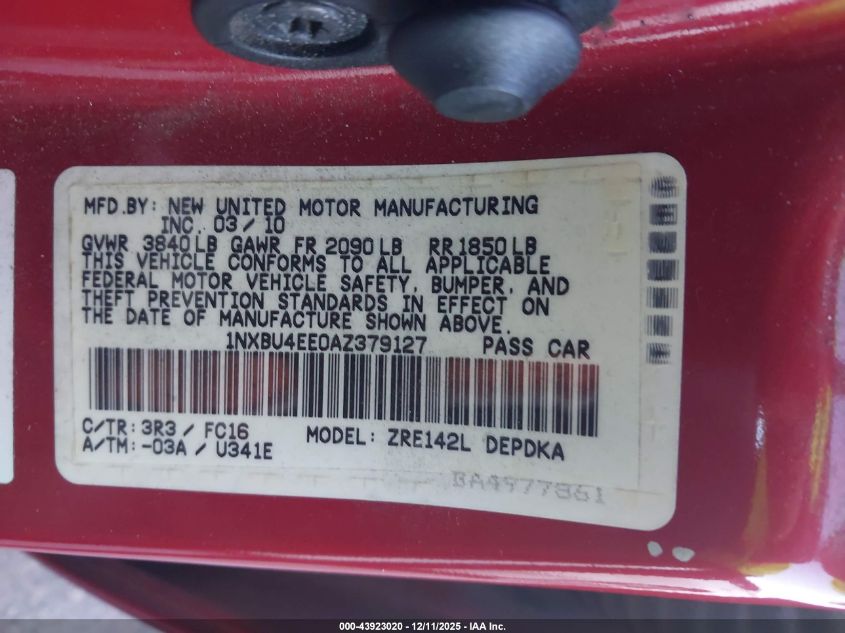 MFD.BY: NEW UNITED MOTOR MANUFACTURING
INC. 03/10
GVWR 3840LB GAWR FR 2090LB RR1850LB
THIS VEHICLE CONFORMS TO ALL APPLICABLE
FEDERAL MOTOR VEHICLE SAFETY, BUMPER, AND
THEFT PREVENTION STANDARDS IN EFFECT ON
THE DATE OF MANUFACTURE SHOWN ABOVE.
1NXBU4EE0AZ379127 PASS CAR
C/TR: 3R3 / FC16 MODEL: ZRE142L DEPDKA
A/TM: -03A / U341E
BA4977361
000-43923020 - 12/11/2025 - IAA Inc.